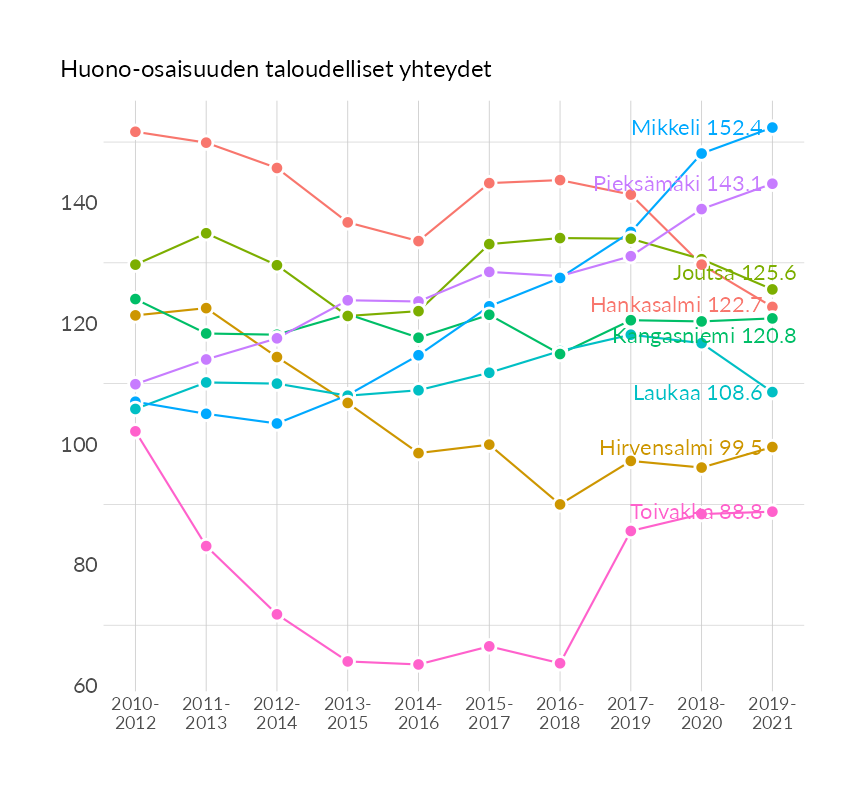 Huono-osaisuuden taloudelliset yhteydet
Mikkeli 152.4
Pieksämäki 143.1
140
Joutsa 125.6
Hankasalmi 122.7
120
Kangasniemi 120.8
Laukaa 108.6
100
Hirvensalmi 99.5
Toivakka 88.8
80
60
2010- 2011- 2012- 2013- 2014- 2015- 2016- 2017- 2018- 2019-
2012 2013 2014 2015 2016 2017 2018 2019 2020 2021